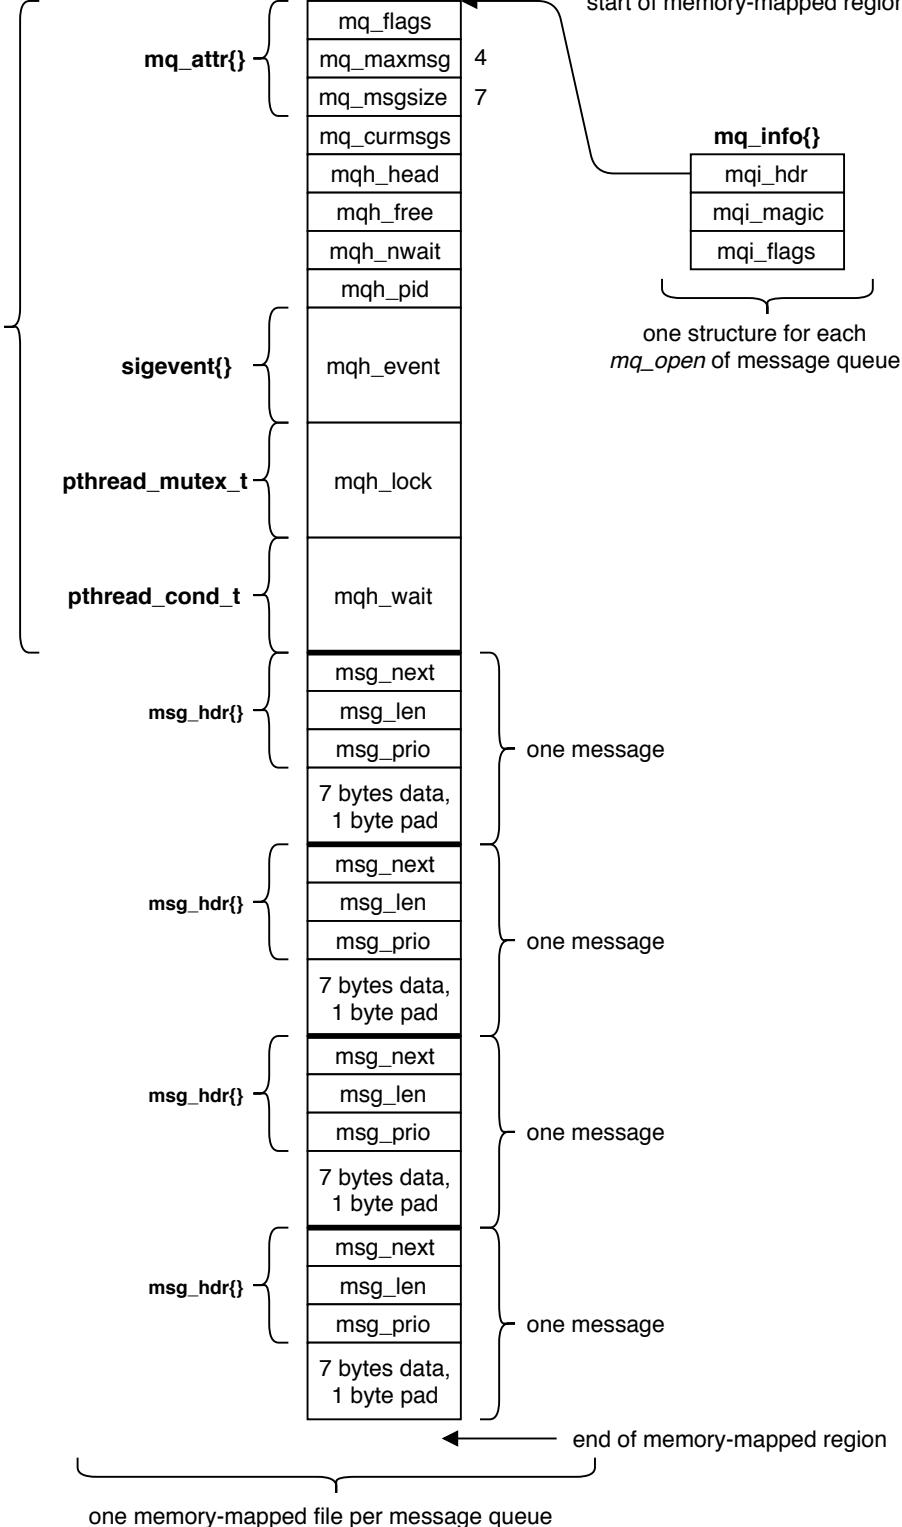 start of memory-mapped region
mq_flags
mq_attr{}
mq_maxmsg
4
mq_msgsize
7
mq_curmsgs
mq_info{}
mqh_head
mqi_hdr
mqh_free
mqi_magic
mqh_nwait
mqi_flags
mqh_pid
one structure for each
mq_open of message queue
sigevent{}
mqh_event
pthread_mutex_t
mqh_lock
pthread_cond_t
mqh_wait
msg_next
msg_hdr{}
msg_len
msg_prio
one message
7 bytes data,
1 byte pad
msg_next
msg_hdr{}
msg_len
msg_prio
one message
7 bytes data,
1 byte pad
msg_next
msg_hdr{}
msg_len
msg_prio
one message
7 bytes data,
1 byte pad
msg_next
msg_hdr{}
msg_len
msg_prio
one message
7 bytes data,
1 byte pad
end of memory-mapped region
one memory-mapped file per message queue